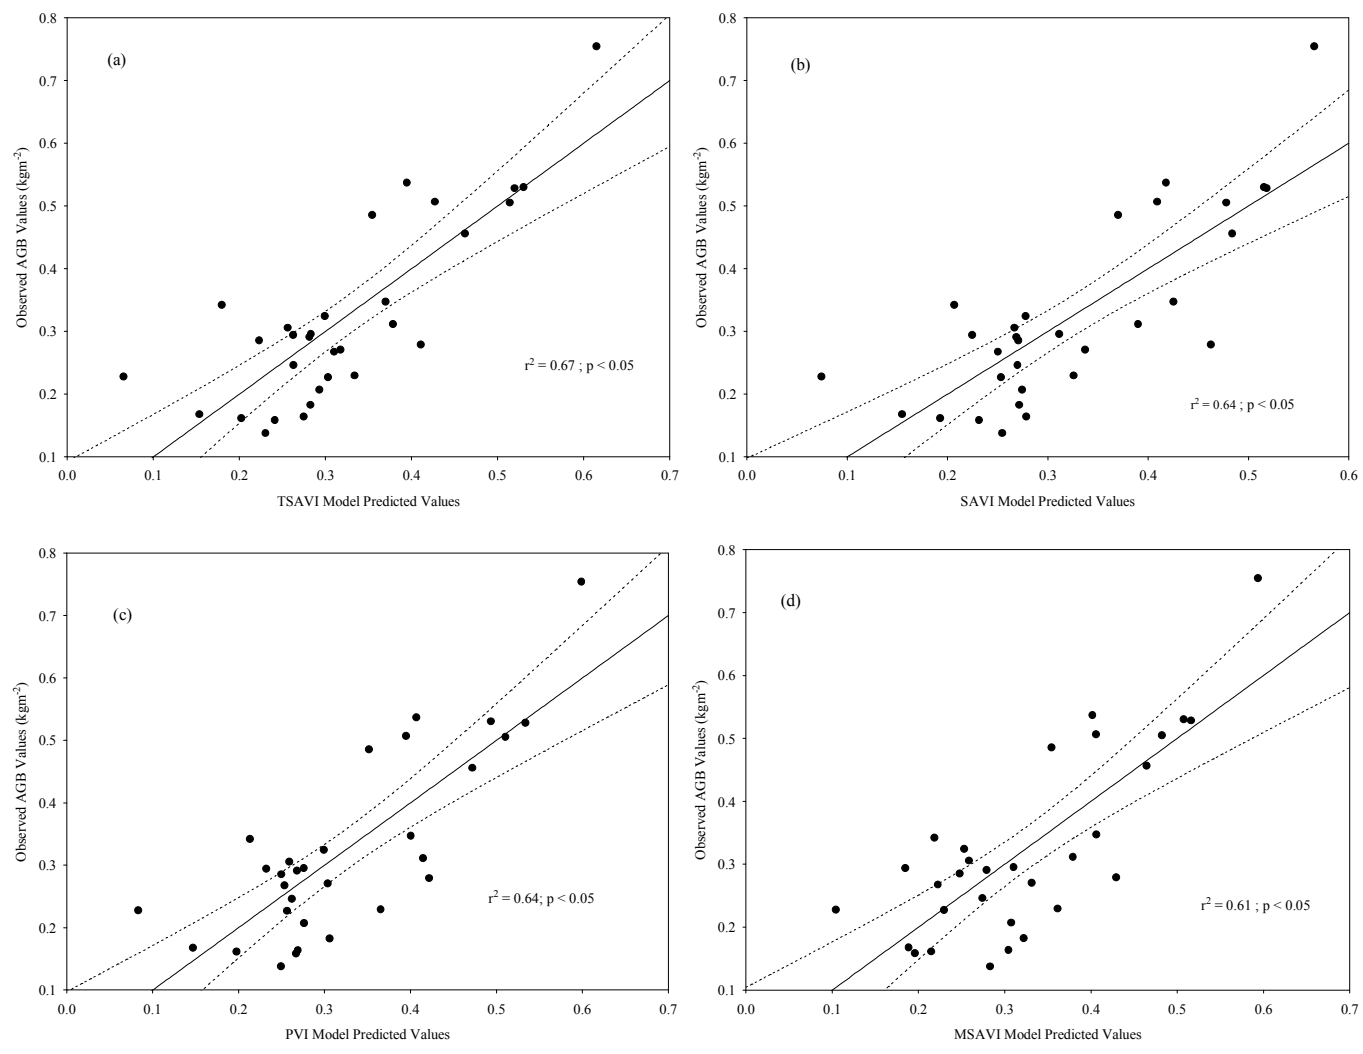 (a)
0.8
0.7
0.6
0.5
0.4
0.3
0.2
0.1
Observed AGB Values (kgm-2)
r2 = 0.67 ; p < 0.05
0.0 0.1 0.2 0.3 0.4 0.5 0.6 0.7
TSAVI Model Predicted Values
(b)
0.8
0.7
0.6
0.5
0.4
0.3
0.2
0.1
Observed AGB Values (kgm-2)
r2 = 0.64 ; p < 0.05
0.0 0.1 0.2 0.3 0.4 0.5 0.6
SAVI Model Predicted Values
(c)
0.8
0.7
0.6
0.5
0.4
0.3
0.2
0.1
Observed AGB Values (kgm-2)
r2 = 0.64; p < 0.05
0.0 0.1 0.2 0.3 0.4 0.5 0.6 0.7
PVI Model Predicted Values
(d)
0.8
0.7
0.6
0.5
0.4
0.3
0.2
0.1
Observed AGB Values (kgm-2)
r2 = 0.61 ; p < 0.05
0.0 0.1 0.2 0.3 0.4 0.5 0.6 0.7
MSAVI Model Predicted Values